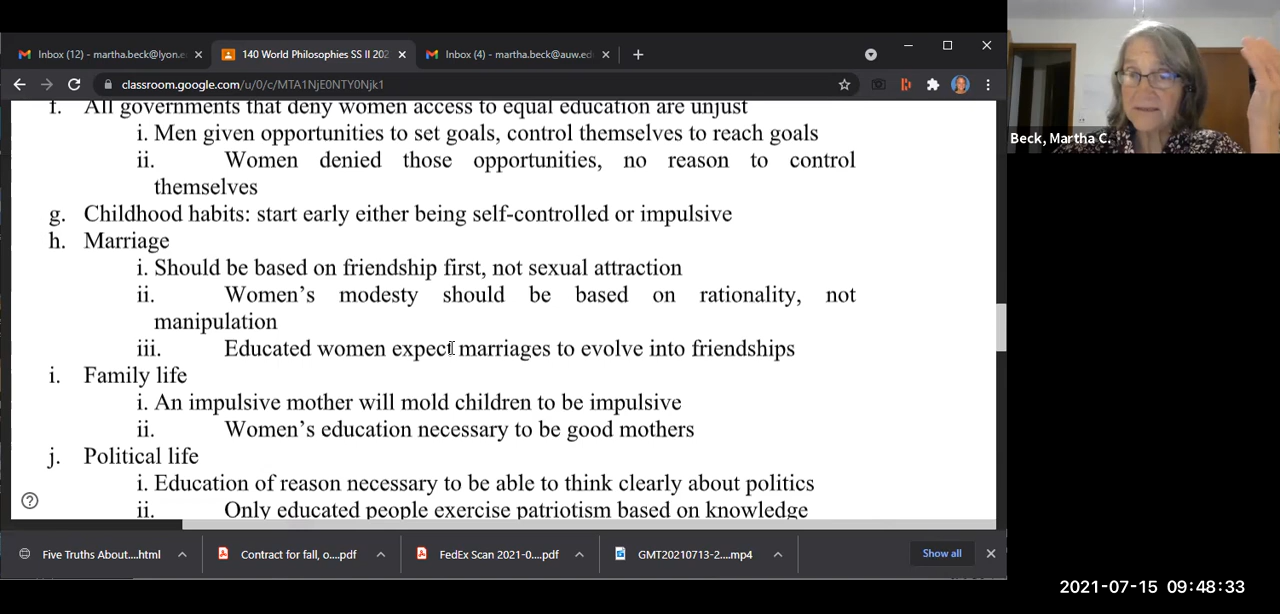 Inbox (12) - martha.beck@lyon.e
140 World Philosophies SS II 202
Inbox (4) - martha.beck@auw.ed
classroom.google.com/u/0/c/MTA1NjE0NTY0Njk1
f. All governments that deny women access to equal education are unjust
i. Men given opportunities to set goals, control themselves to reach goals
ii. Women denied those opportunities, no reason to control
themselves
g. Childhood habits: start early either being self-controlled or impulsive
h. Marriage
i. Should be based on friendship first, not sexual attraction
ii. Women's modesty should be based on rationality, not
manipulation
iii. Educated women expect marriages to evolve into friendships
i. Family life
i. An impulsive mother will mold children to be impulsive
ii. Women's education necessary to be good mothers
j. Political life
i. Education of reason necessary to be able to think clearly about politics
ii. Only educated people exercise patriotism based on knowledge
Five Truths About....html
Contract for fall, o....pdf
FedEx Scan 2021-0....pdf
GMT20210713-2....mp4
Show all
Beck, Martha C.
2021-07-15 09:48:33